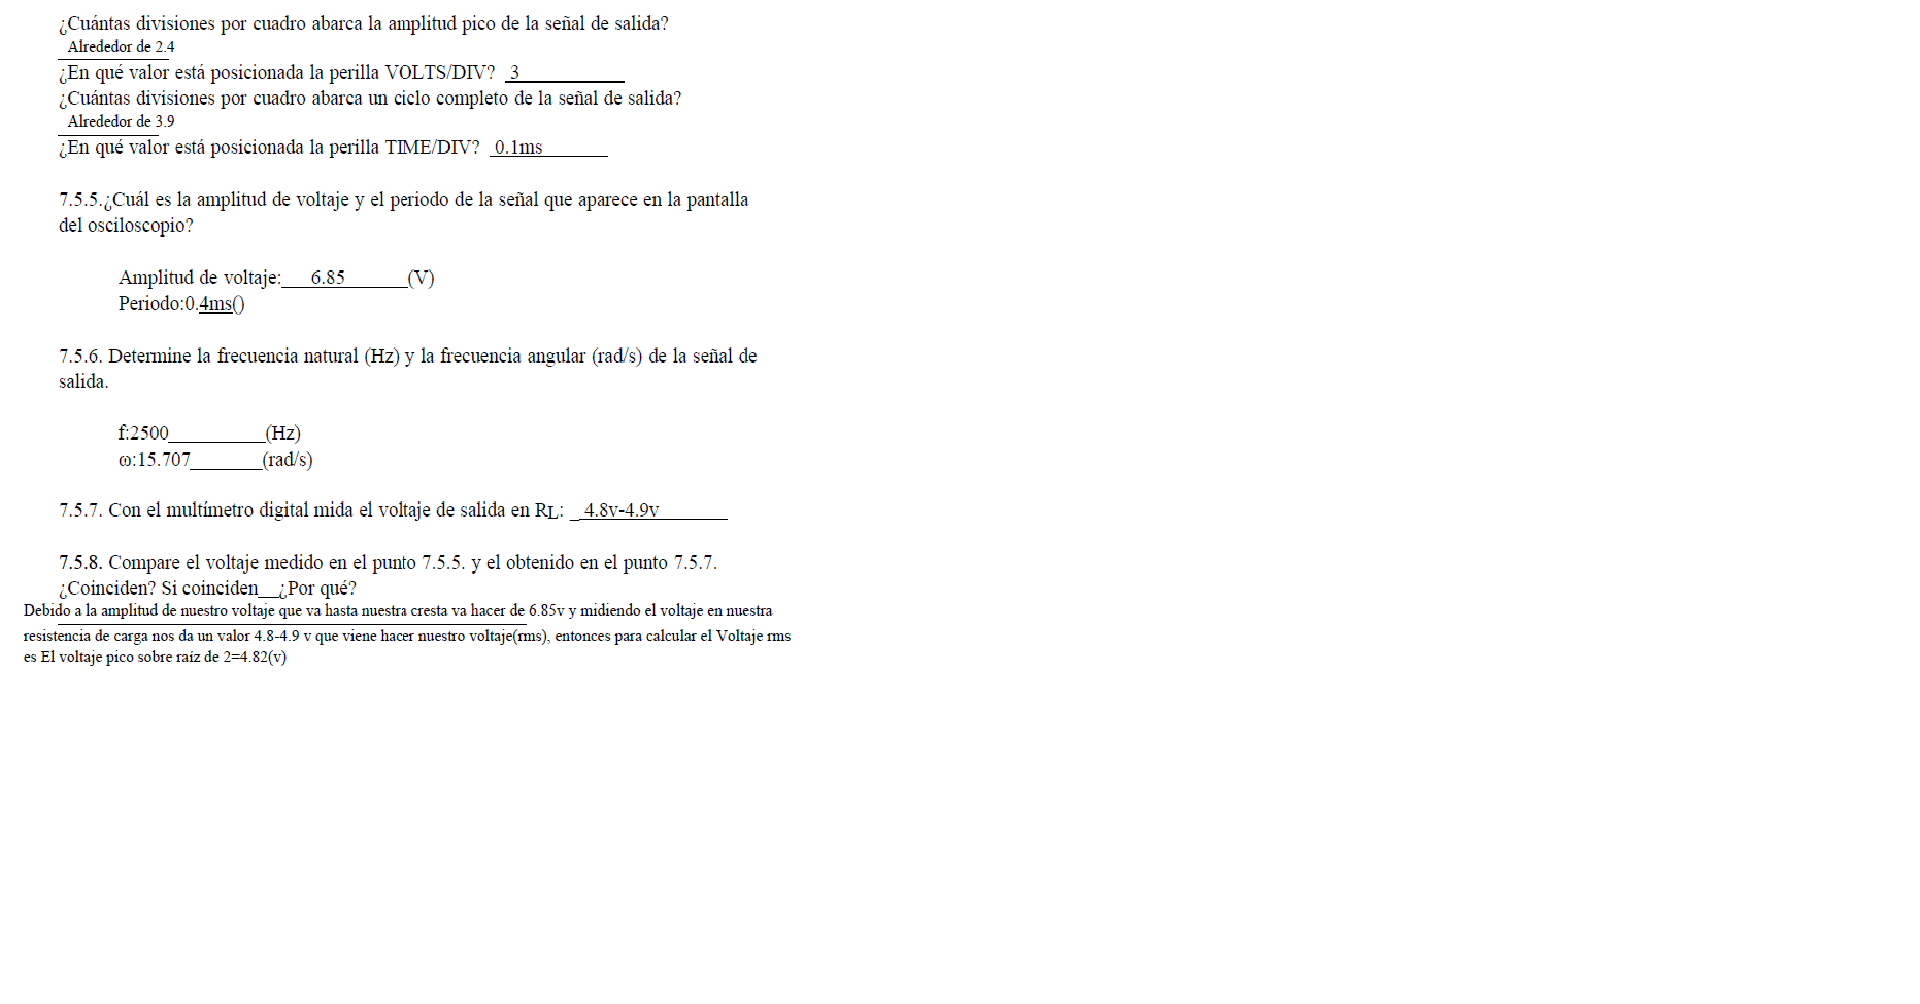 ¿Cuántas divisiones por cuadro abarca la amplitud pico de la señal de salida?
Alrededor de 2.4
¿En qué valor está posicionada la perilla VOLTS/DIV? 3
¿Cuántas divisiones por cuadro abarca un ciclo completo de la señal de salida?
Alrededor de 3.9
¿En qué valor está posicionada la perilla TIME/DIV? 0.1ms
7.5.5.¿Cuál es la amplitud de voltaje y el periodo de la señal que aparece en la pantalla
del osciloscopio?
Amplitud de voltaje:___6.85______(V)
Periodo:0.4ms()
7.5.6. Determine la frecuencia natural (Hz) y la frecuencia angular (rad/s) de la señal de
salida.
f:2500__________(Hz)
ω:15.707_______(rad/s)
7.5.7. Con el multímetro digital mida el voltaje de salida en RL: _ 4.8v-4.9v
7.5.8. Compare el voltaje medido en el punto 7.5.5. y el obtenido en el punto 7.5.7.
¿Coinciden? Si coinciden__¿Por qué?
Debido a la amplitud de nuestro voltaje que va hasta nuestra cresta va hacer de 6.85v y midiendo el voltaje en nuestra
resistencia de carga nos da un valor 4.8-4.9 v que viene hacer nuestro voltaje(rms), entonces para calcular el Voltaje rms
es El voltaje pico sobre raíz de 2=4.82(v)